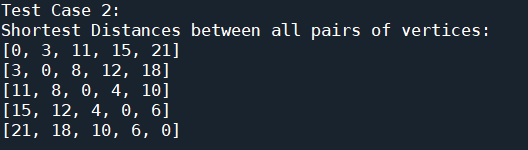 Test Case 2:
Shortest Distances between all pairs of vertices:
[0, 3, 11, 15, 21]
[3, 0, 8, 12, 18]
[11, 8, 0, 4, 10]
[15, 12, 4, 0, 6]
[21, 18, 10, 6, 0]